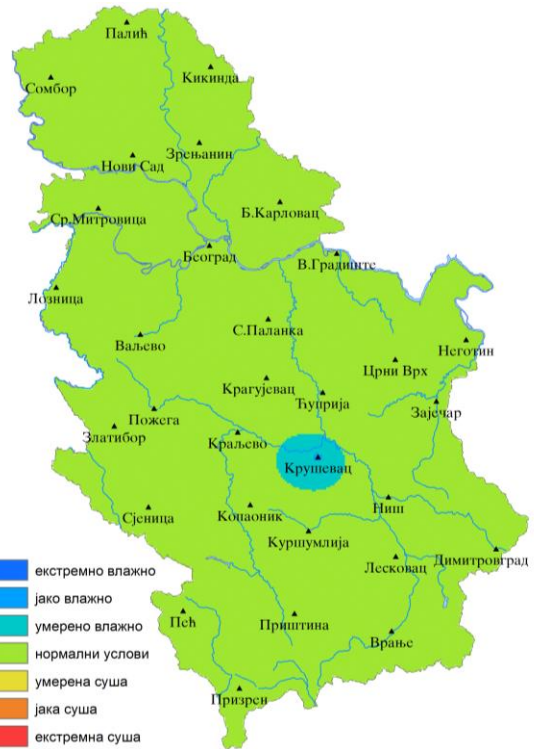 Палић
Кикинда
Сомбор
Зрењанин
Нови Сад
Б.Карловац
Ср.Митровица
Београд
В.Градиште
Лозница
С.Паланка
Ваљево
Неготин
Црни Врх
Крагујевац
Ћуприја
Зајечар
Пожега
Златибор
Краљево
Крушевац
Ниш
Сјеница
Копаоник
Куршумлија
Димитровград
Лесковац
Пећ
Приштина
Врање
Призрен
екстремно влажно
јако влажно
умерено влажно
нормални услови
умерена суша
јака суша
екстремна суша